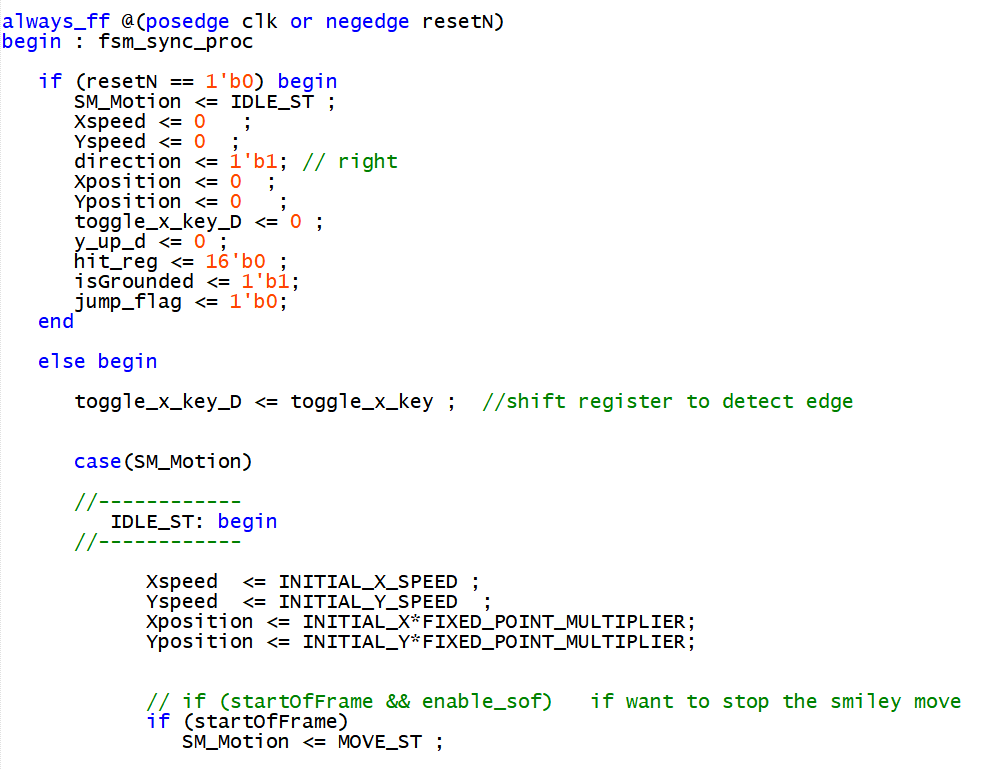 always_ff @(posedge clk or negedge resetN)
begin : fsm_sync_proc
if (resetN == 1'b0) begin
SM_Motion <= IDLE_ST ;
Xspeed <= 0   ;
Yspeed <= 0  ;
direction <= 1'b1; // right
Xposition <= 0  ;
Yposition <= 0   ;
toggle_x_key_D <= 0 ;
y_up_d <= 0 ;
hit_reg <= 16'b0 ;
isGrounded <= 1'b1;
jump_flag <= 1'b0;
end
else begin
toggle_x_key_D <= toggle_x_key ;  //shift register to detect edge
case(SM_Motion)
//------------
IDLE_ST: begin
//------------
Xspeed  <= INITIAL_X_SPEED ;
Yspeed  <= INITIAL_Y_SPEED  ;
Xposition <= INITIAL_X*FIXED_POINT_MULTIPLIER;
Yposition <= INITIAL_Y*FIXED_POINT_MULTIPLIER;
// if (startOfFrame && enable_sof)   if want to stop the smiley move
if (startOfFrame)
SM_Motion <= MOVE_ST ;